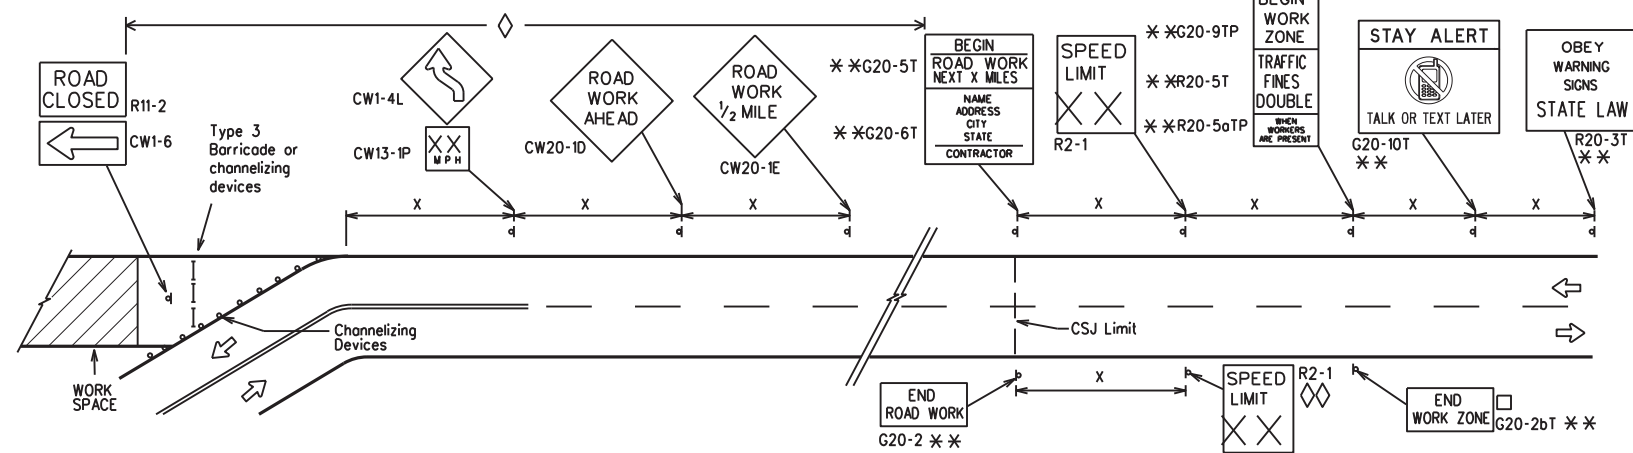 ROAD
CLOSED
R11-2
CW1-6
Type 3
Barricade or
channelizing
devices
CW1-4L
XX
MPH
CW13-1P
ROAD
WORK
AHEAD
CW20-1D
ROAD
WORK
1/2 MILE
CW20-1E
* *G20-5T
BEGIN
ROAD WORK
NEXT X MILES
* *G20-6T
NAME
ADDRESS
CITY
STATE
CONTRACTOR
SPEED
LIMIT
X X
R2-1
* *G20-9TP
BEGIN
WORK
ZONE
* *R20-5T
TRAFFIC
FINES
DOUBLE
* *R20-5aTP
WHEN
WORKERS
ARE PRESENT
STAY ALERT
TALK OR TEXT LATER
G20-10T
* *
OBEY
WARNING
SIGNS
STATE LAW
R20-3T
* *
X
X
X
X
X
X
X
Channelizing
Devices
WORK
SPACE
CSJ Limit
END
ROAD WORK
G20-2 * *
X
SPEED
LIMIT
X X
R2-1
END
WORK ZONE
G20-2bT * *